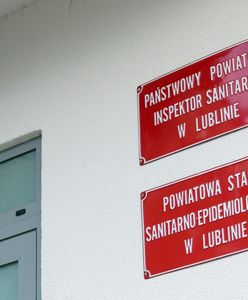 PAŃSTWOWY POWIAT
INSPEKTOR SANITAR
W LUBLINIE
POWIATOWA STA
SANITARNO-EPIDEMIOLO
W LUBLINIE